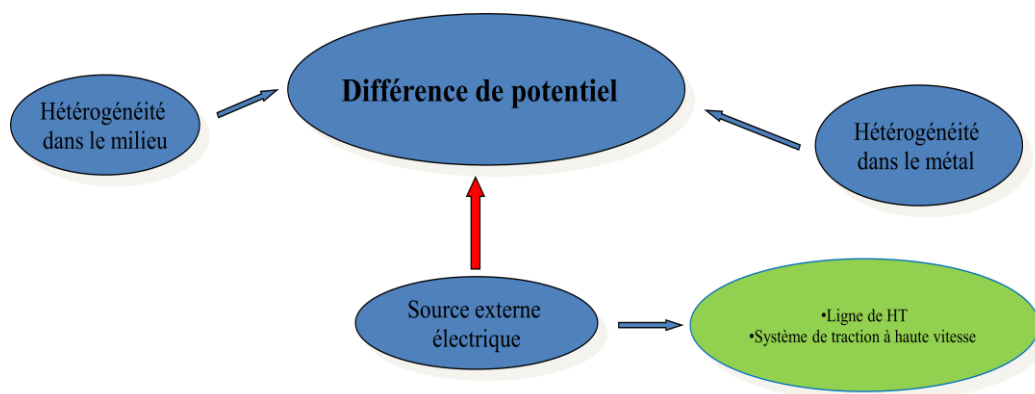 Différence de potentiel
Hétérogénéité
dans le milieu
Hétérogénéité
dans le métal
Source externe
électrique
•Ligne de HT
•Système de traction à haute vitesse